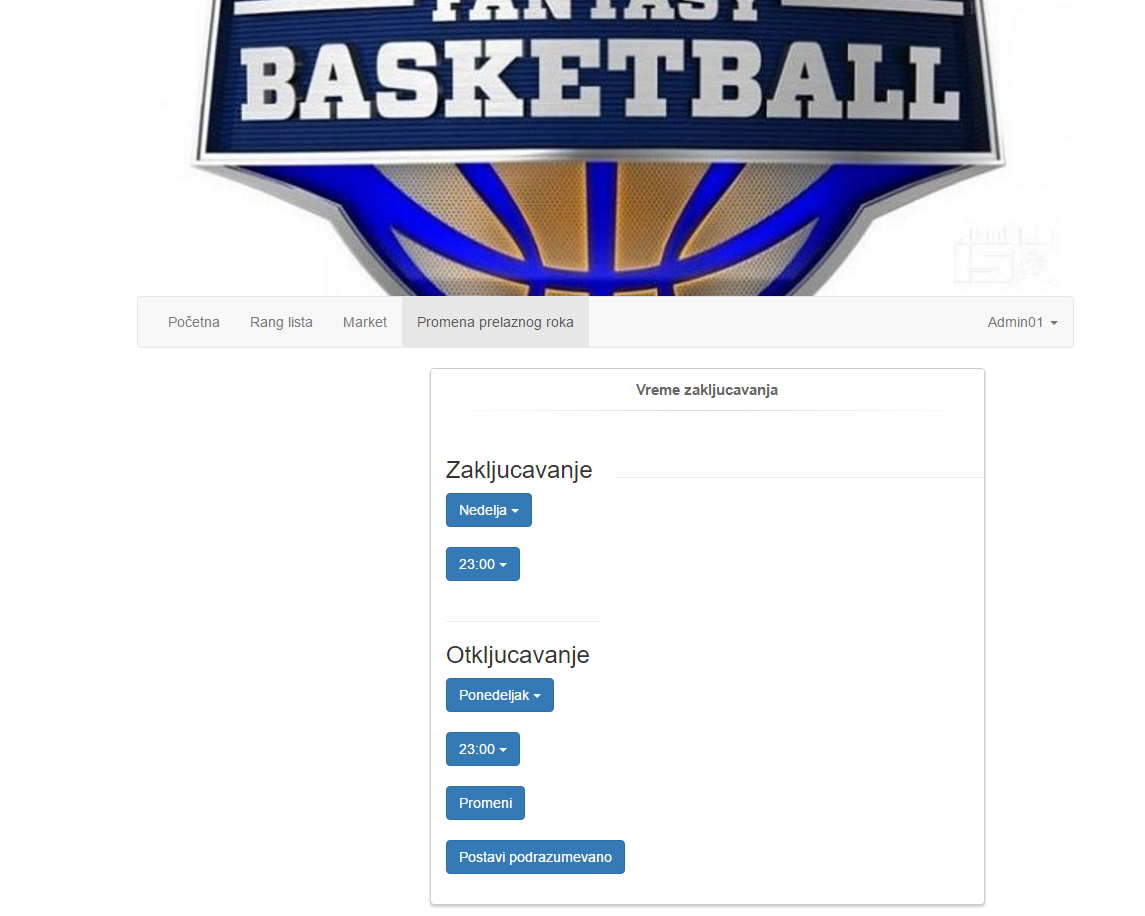 FANTASY
BASKETBALL
Početna Rang lista Market Promena prelaznog roka Admin01
Vreme zakljucavanja
Zakljucavanje
Nedelja
23:00
Otkljucavanje
Ponedeljak
23:00
Promeni
Postavi podrazumevano